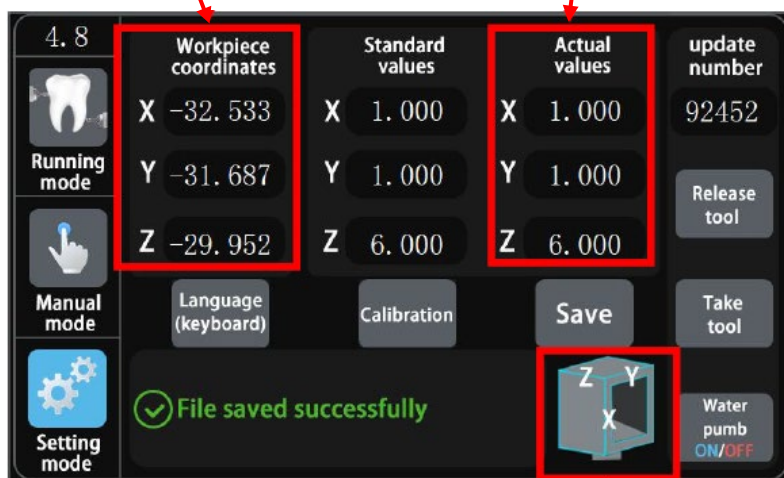 4.8
Running
mode
Manual
mode
Setting
mode
Workpiece
coordinates
X -32.533
Y -31.687
Z -29.952
Standard
values
X 1.000
Y 1.000
Z 6.000
Actual
values
X 1.000
Y 1.000
Z 6.000
update
number
92452
Release
tool
Language
(keyboard)
Calibration
Save
Take
tool
File saved successfully
Z Y
X
Water
pumb
ON/OFF